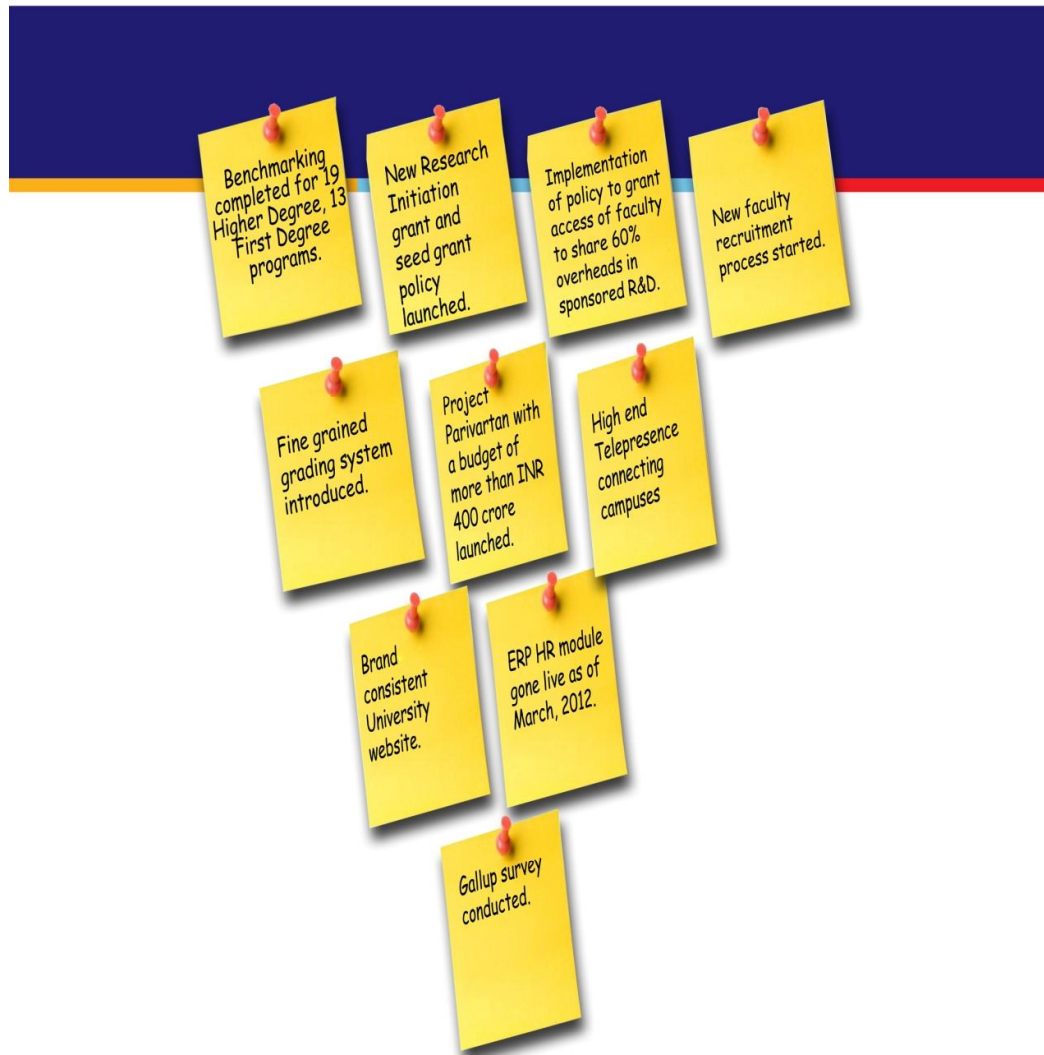 Benchmarking
completed for 19
Higher Degree, 13
First Degree
programs.
New Research
Initiation
grant and
seed grant
policy
launched.
Implementation
of policy to grant
access of faculty
to share 60%
overheads in
sponsored R&D.
New faculty
recruitment
process started.
Fine grained
grading system
introduced.
Project
Parivartan with
a budget of
more than INR
400 crore
launched.
High end
Telepresence
connecting
campuses
Brand
consistent
University
website.
ERP HR module
gone live as of
March, 2012.
Gallup survey
conducted.